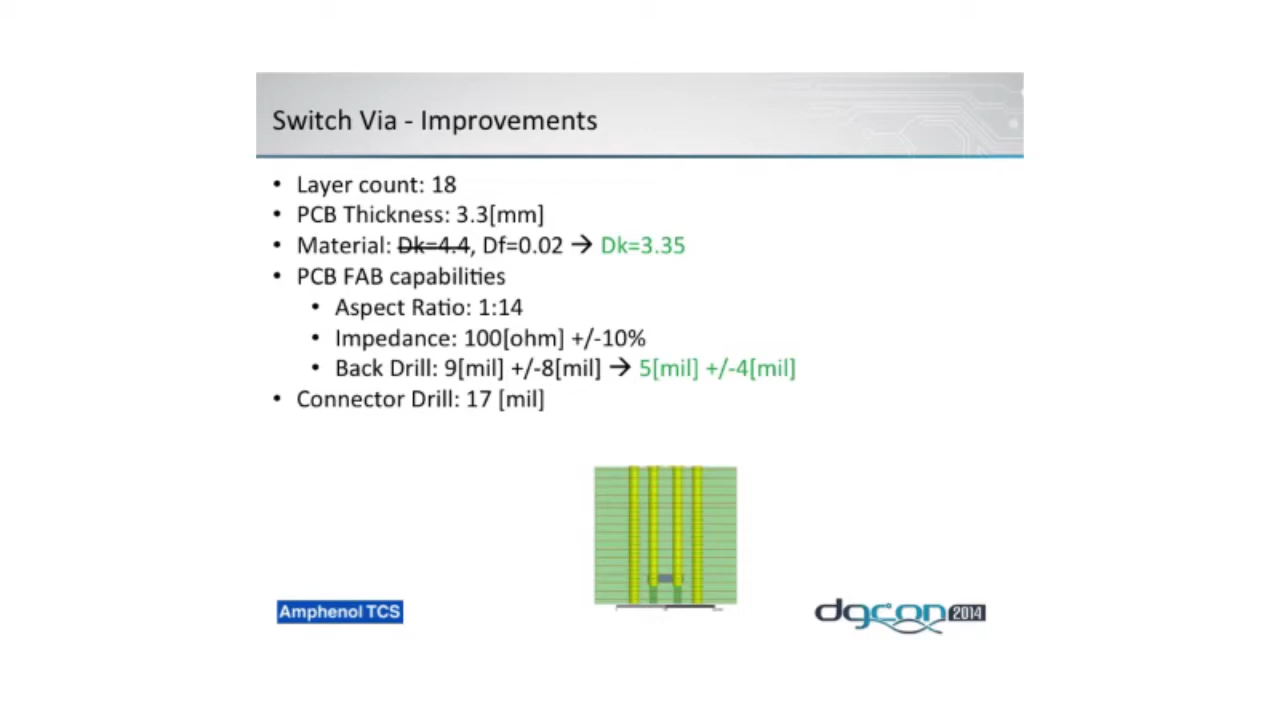 Switch Via - Improvements
• Layer count: 18
• PCB Thickness: 3.3[mm]
• Material: Dk=4.4, Df=0.02 → Dk=3.35
• PCB FAB capabilities
• Aspect Ratio: 1:14
• Impedance: 100[ohm] +/-10%
• Back Drill: 9[mil] +/-8[mil] → 5[mil] +/-4[mil]
• Connector Drill: 17 [mil]
Amphenol TCS
dgcon 2014